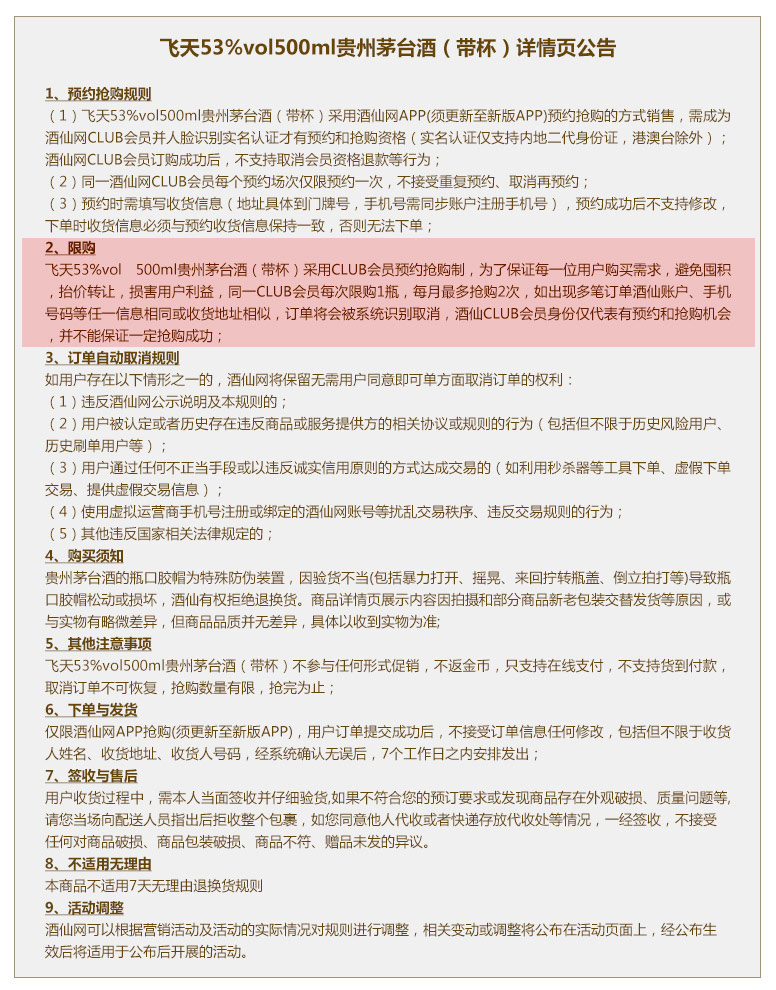 飞天53%vol500ml贵州茅台酒（带杯）详情页公告
1、预约抢购规则
（1）飞天53%vol500ml贵州茅台酒（带杯）采用酒仙网APP(须更新至新版APP)预约抢购的方式销售，需成为
酒仙网CLUB会员并人脸识别实名认证才有预约和抢购资格（实名认证仅支持内地二代身份证，港澳台除外）；
酒仙网CLUB会员订购成功后，不支持取消会员资格退款等行为；
（2）同一酒仙网CLUB会员每个预约场次仅限预约一次，不接受重复预约、取消再预约；
（3）预约时需填写收货信息（地址具体到门牌号，手机号需同步账户注册手机号），预约成功后不支持修改，
下单时收货信息必须与预约收货信息保持一致，否则无法下单；
2、限购
飞天53%vol　500ml贵州茅台酒（带杯）采用CLUB会员预约抢购制，为了保证每一位用户购买需求，避免囤积
，抬价转让，损害用户利益，同一CLUB会员每次限购1瓶，每月最多抢购2次，如出现多笔订单酒仙账户、手机
号码等任一信息相同或收货地址相似，订单将会被系统识别取消，酒仙CLUB会员身份仅代表有预约和抢购机会
，并不能保证一定抢购成功；
3、订单自动取消规则
如用户存在以下情形之一的，酒仙网将保留无需用户同意即可单方面取消订单的权利：
（1）违反酒仙网公示说明及本规则的；
（2）用户被认定或者历史存在违反商品或服务提供方的相关协议或规则的行为（包括但不限于历史风险用户、
历史刷单用户等）；
（3）用户通过任何不正当手段或以违反诚实信用原则的方式达成交易的（如利用秒杀器等工具下单、虚假下单
交易、提供虚假交易信息）；
（4）使用虚拟运营商手机号注册或绑定的酒仙网账号等扰乱交易秩序、违反交易规则的行为；
（5）其他违反国家相关法律规定的；
4、购买须知
贵州茅台酒的瓶口胶帽为特殊防伪装置，因验货不当(包括暴力打开、摇晃、来回拧转瓶盖、倒立拍打等)导致瓶
口胶帽松动或损坏，酒仙有权拒绝退换货。商品详情页展示内容因拍摄和部分商品新老包装交替发货等原因，或
与实物有略微差异，但商品品质并无差异，具体以收到实物为准;
5、其他注意事项
飞天53%vol500ml贵州茅台酒（带杯）不参与任何形式促销，不返金币，只支持在线支付，不支持货到付款，
取消订单不可恢复，抢购数量有限，抢完为止；
6、下单与发货
仅限酒仙网APP抢购(须更新至新版APP)，用户订单提交成功后，不接受订单信息任何修改，包括但不限于收货
人姓名、收货地址、收货人号码，经系统确认无误后，7个工作日之内安排发出；
7、签收与售后
用户收货过程中，需本人当面签收并仔细验货,如果不符合您的预订要求或发现商品存在外观破损、质量问题等,
请您当场向配送人员指出后拒收整个包裹，如您同意他人代收或者快递存放代收处等情况，一经签收，不接受
任何对商品破损、商品包装破损、商品不符、赠品未发的异议。
8、不适用无理由
本商品不适用7天无理由退换货规则
9、活动调整
酒仙网可以根据营销活动及活动的实际情况对规则进行调整，相关变动或调整将公布在活动页面上，经公布生
效后将适用于公布后开展的活动。